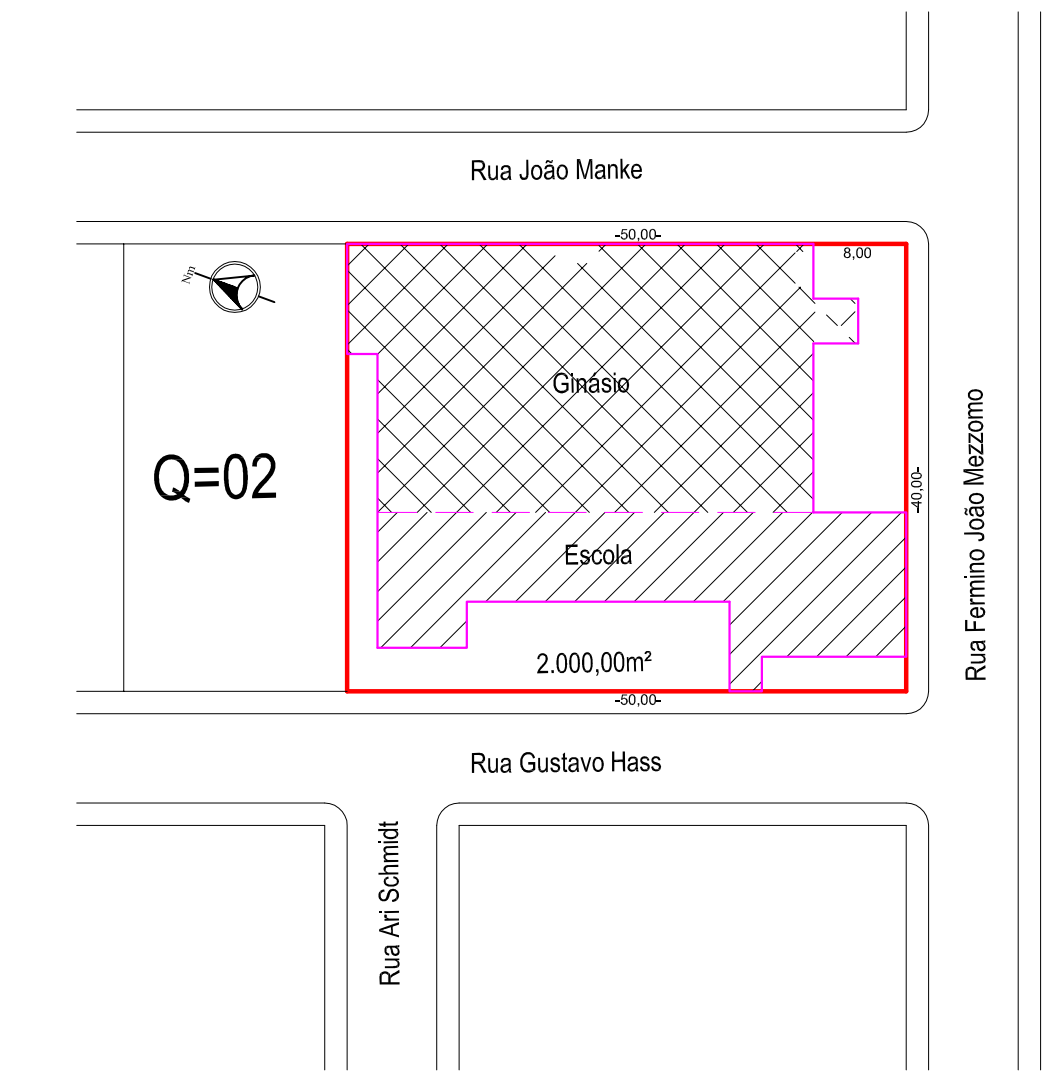 Rua João Manke
-50,00-
8,00
Nm
Ginásio
Q=02
-40,00-
Rua Fermino João Mezzomo
Escola
2.000,00m²
-50,00-
Rua Gustavo Hass
Rua Ari Schmidt